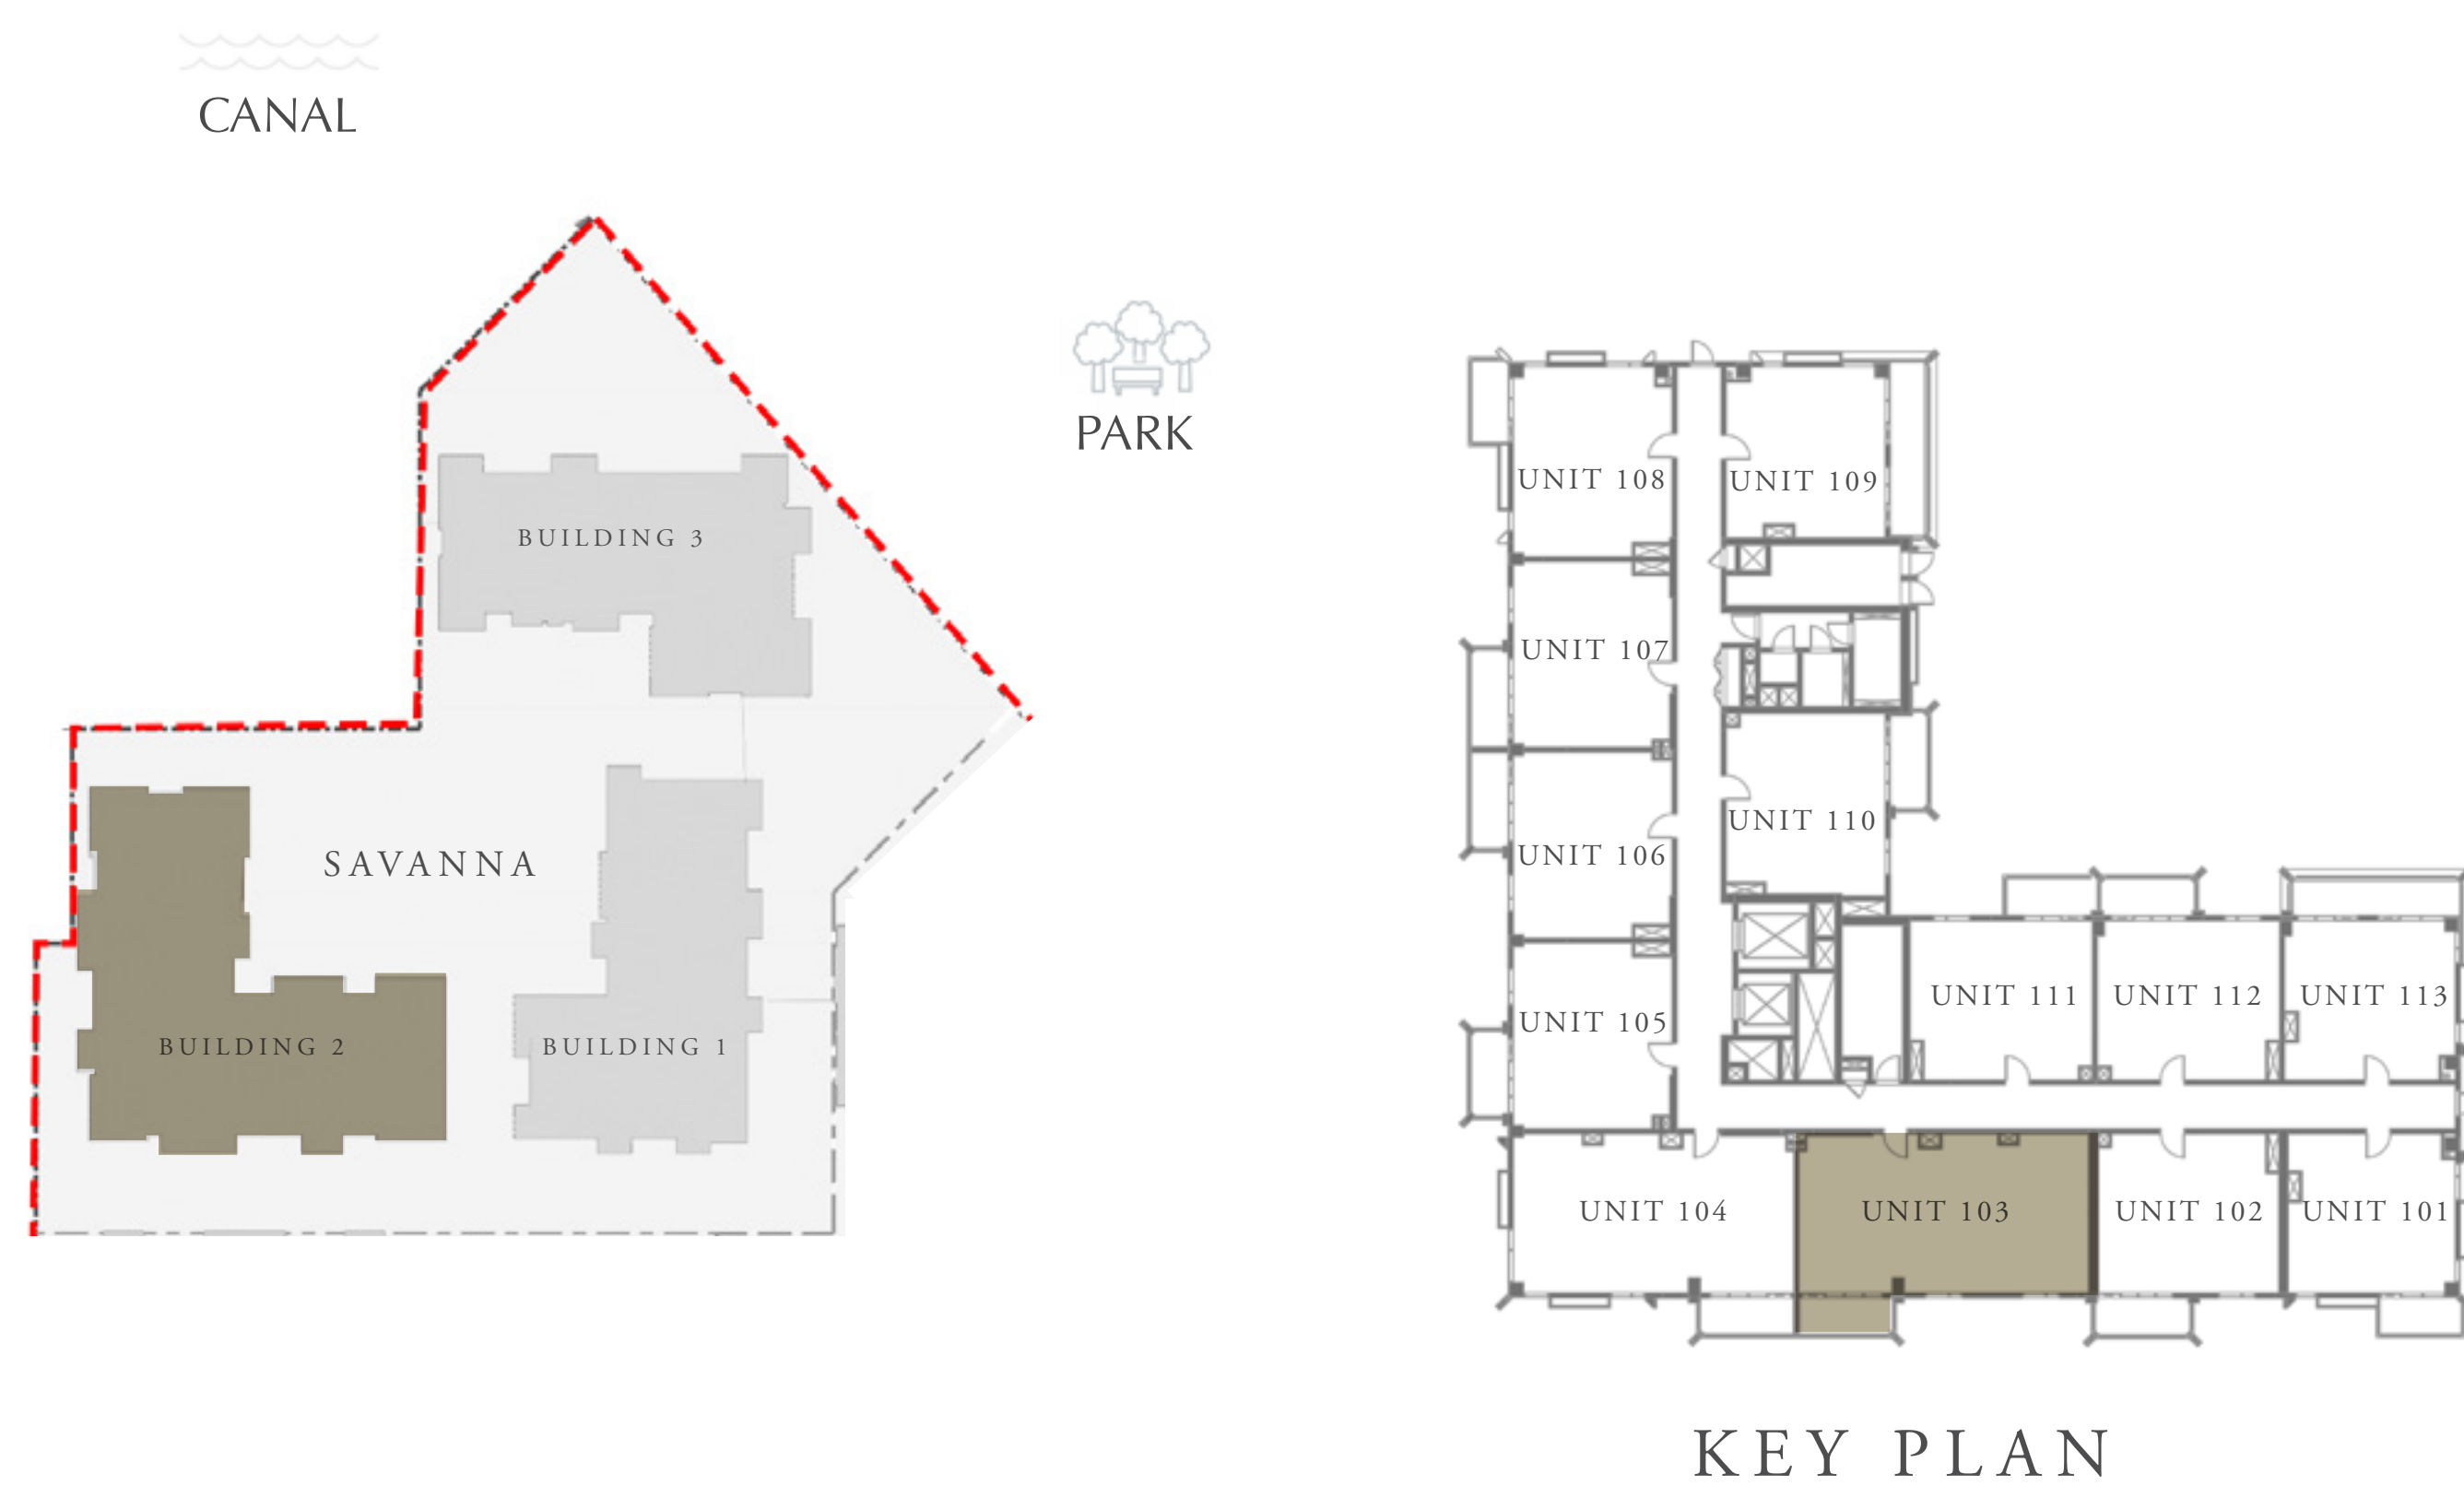 CANAL
PARK
BUILDING 3
SAVANNA
BUILDING 2
BUILDING 1
UNIT 108
UNIT 109
UNIT 107
UNIT 110
UNIT 106
UNIT 105
UNIT 111
UNIT 112
UNIT 113
UNIT 104
UNIT 103
UNIT 102
UNIT 101
KEY PLAN